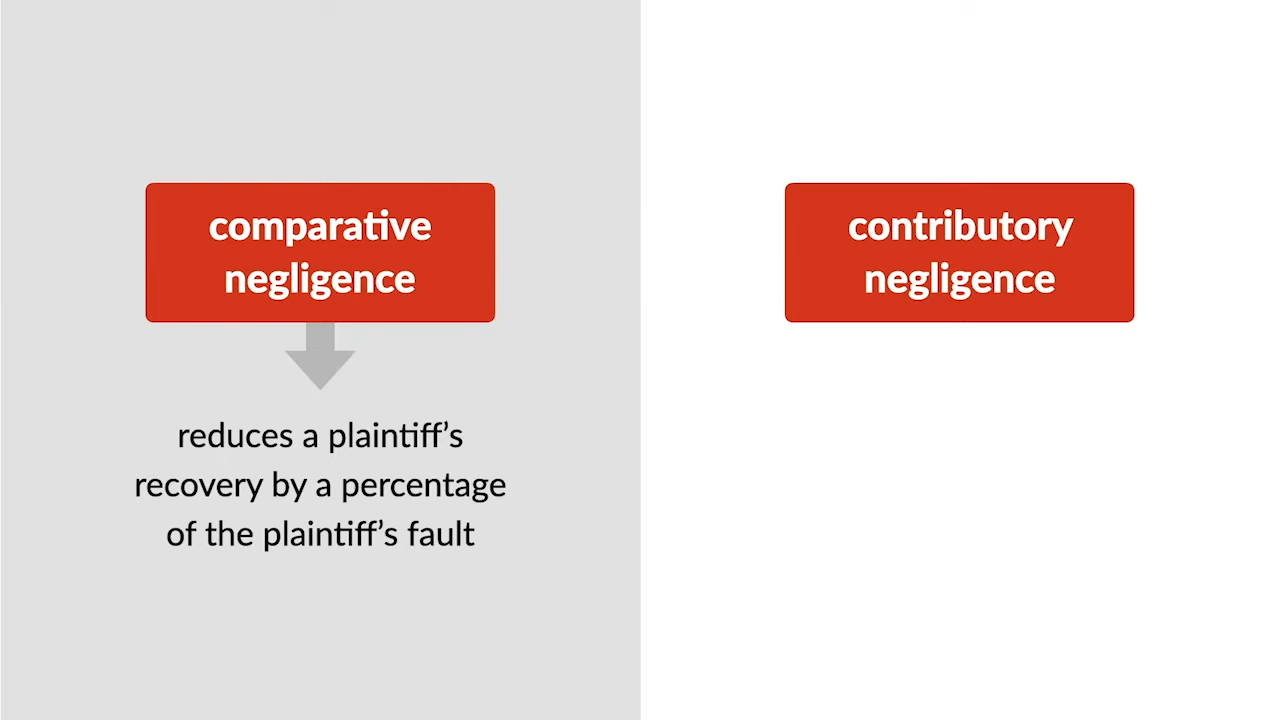 comparative
negligence
reduces a plaintiff’s
recovery by a percentage
of the plaintiff’s fault
contributory
negligence